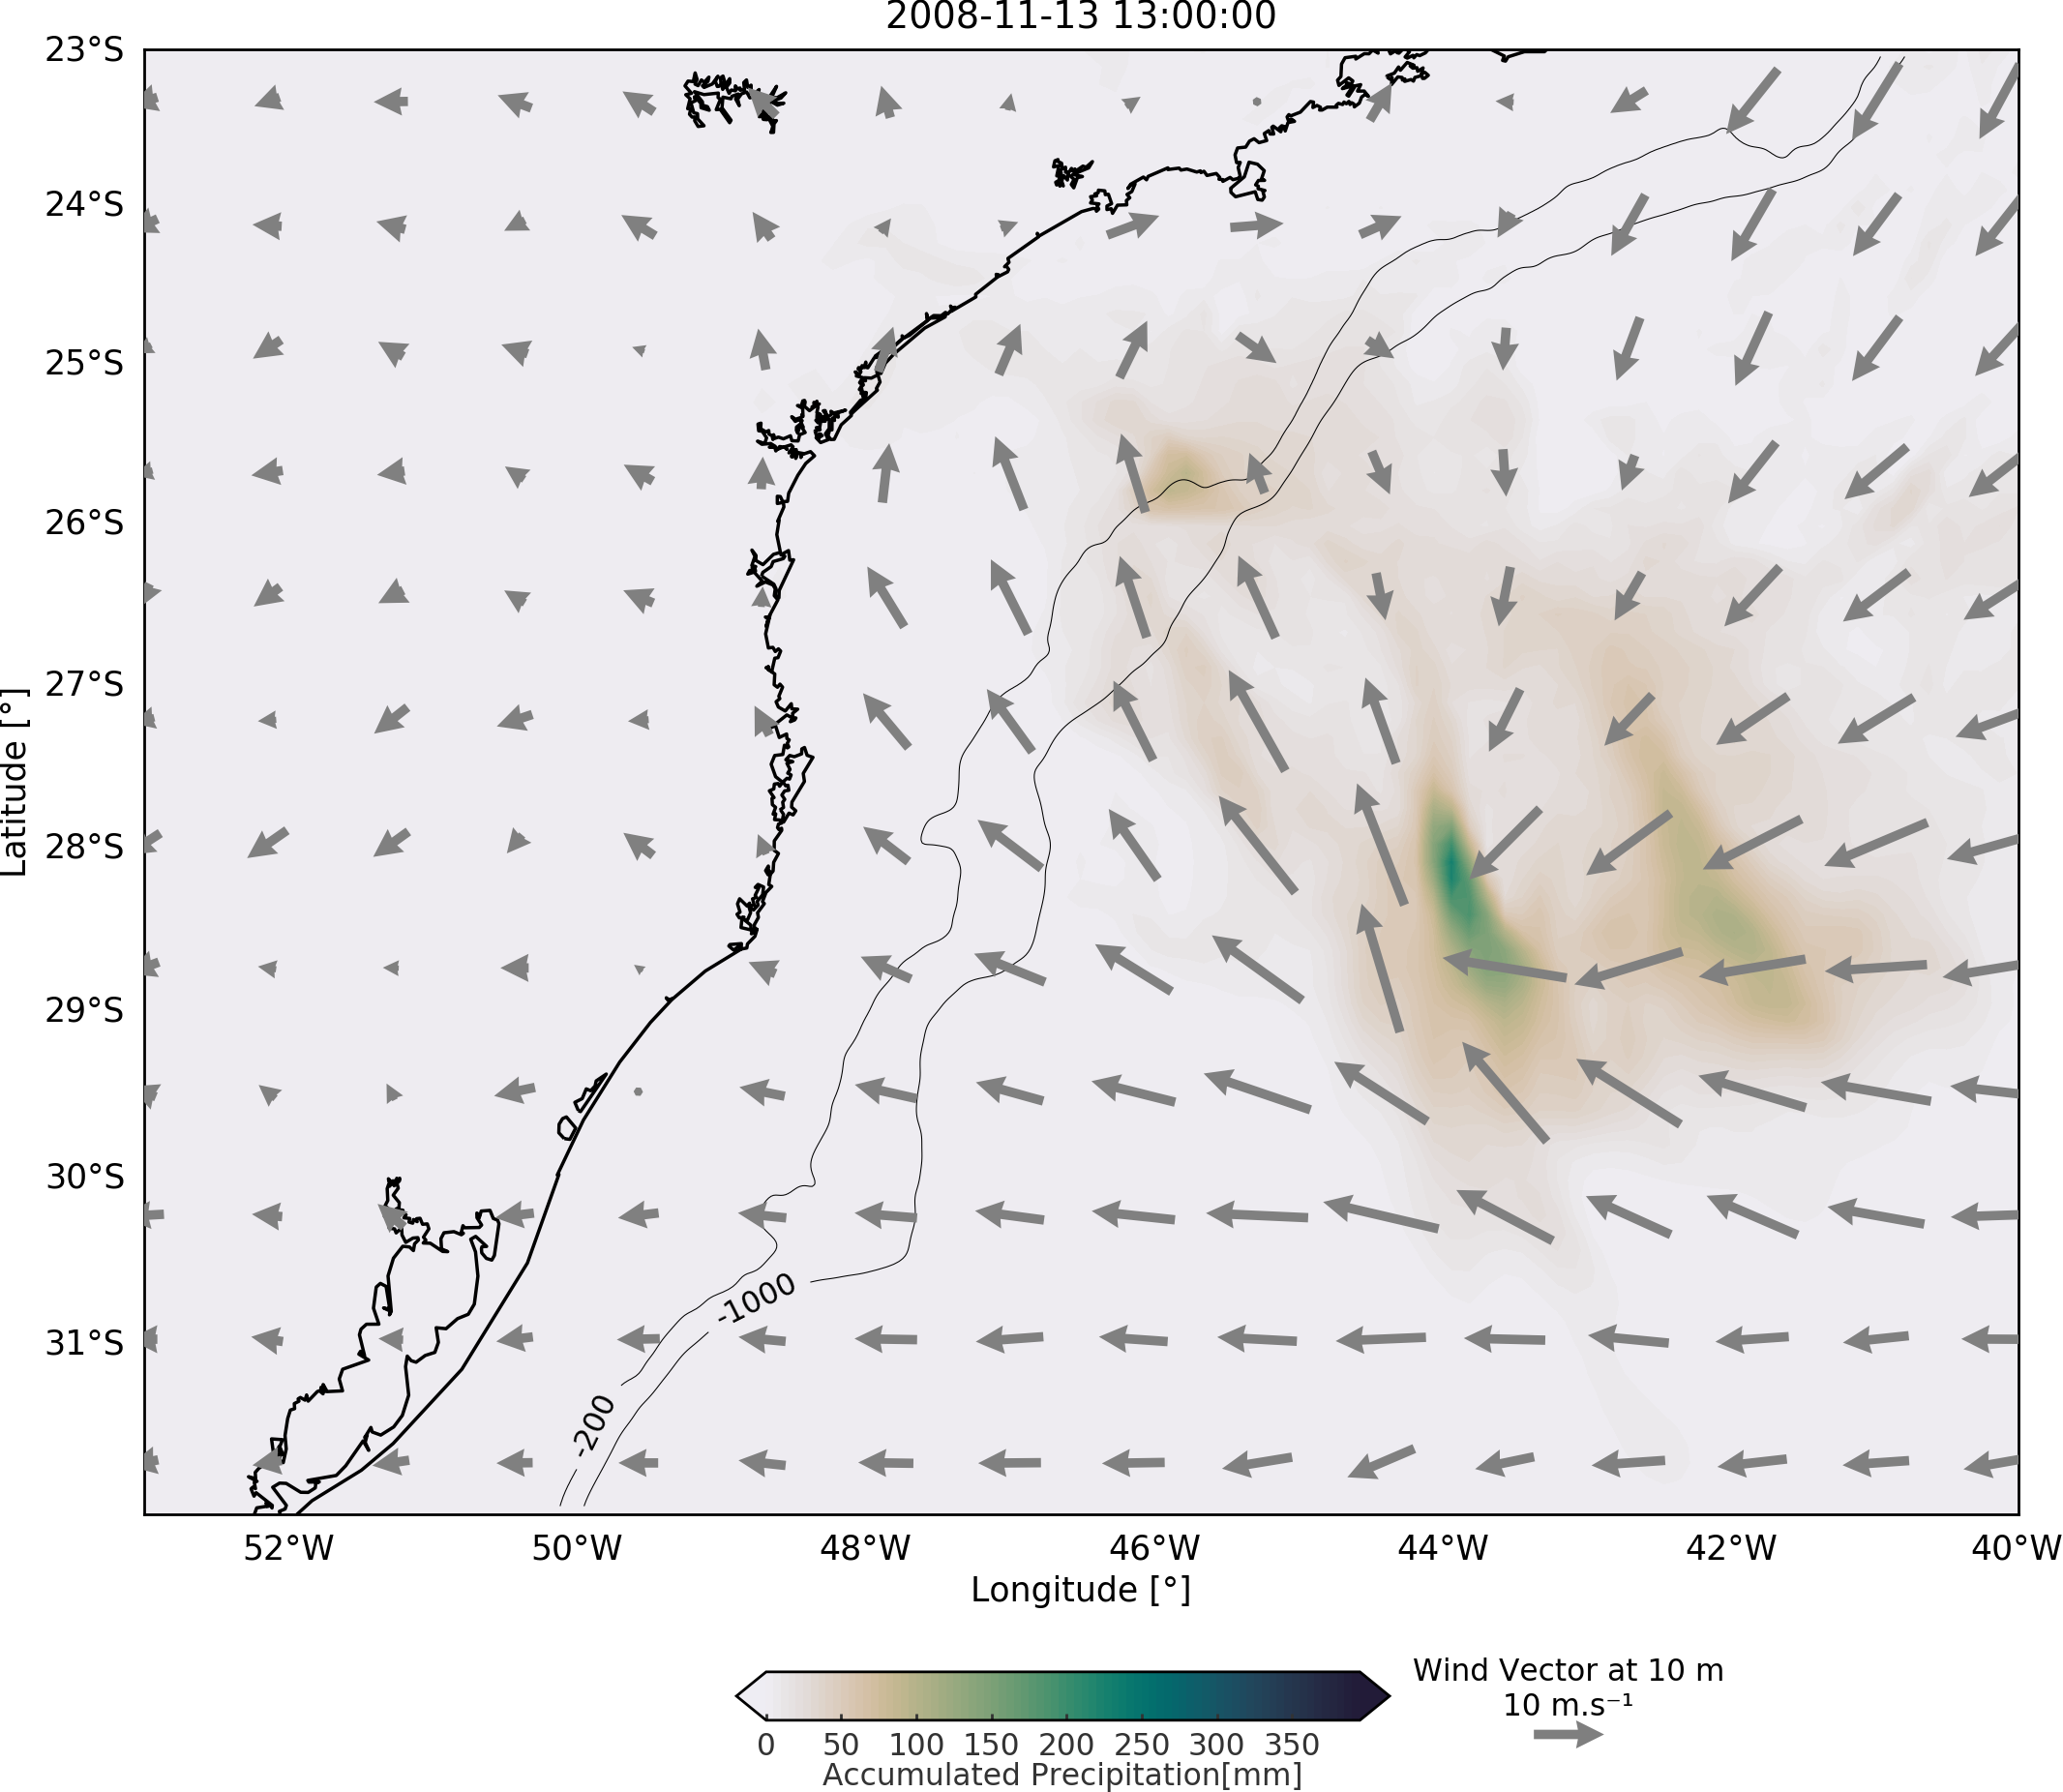 2008-11-13 13:00:00
23°S
24°S
25°S
26°S
27°S
28°S
29°S
30°S
31°S
Latitude [°]
-1000
-200
52°W 50°W 48°W 46°W 44°W 42°W 40°W
Longitude [°]
Wind Vector at 10 m
10 m.s⁻¹
0 50 100 150 200 250 300 350
Accumulated Precipitation[mm]